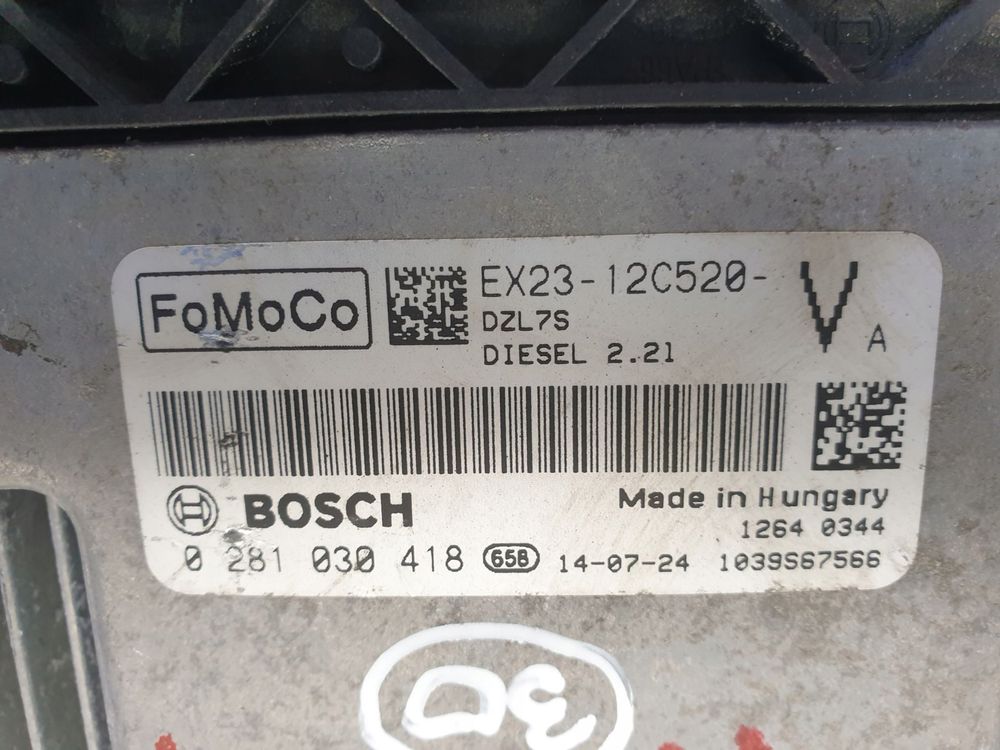 FoMoCo
EX23-12C520-
V
A
DZL7S
DIESEL 2.2l
BOSCH
Made in Hungary
1264 0344
0 281 030 418
658
14-07-24
1039S67566